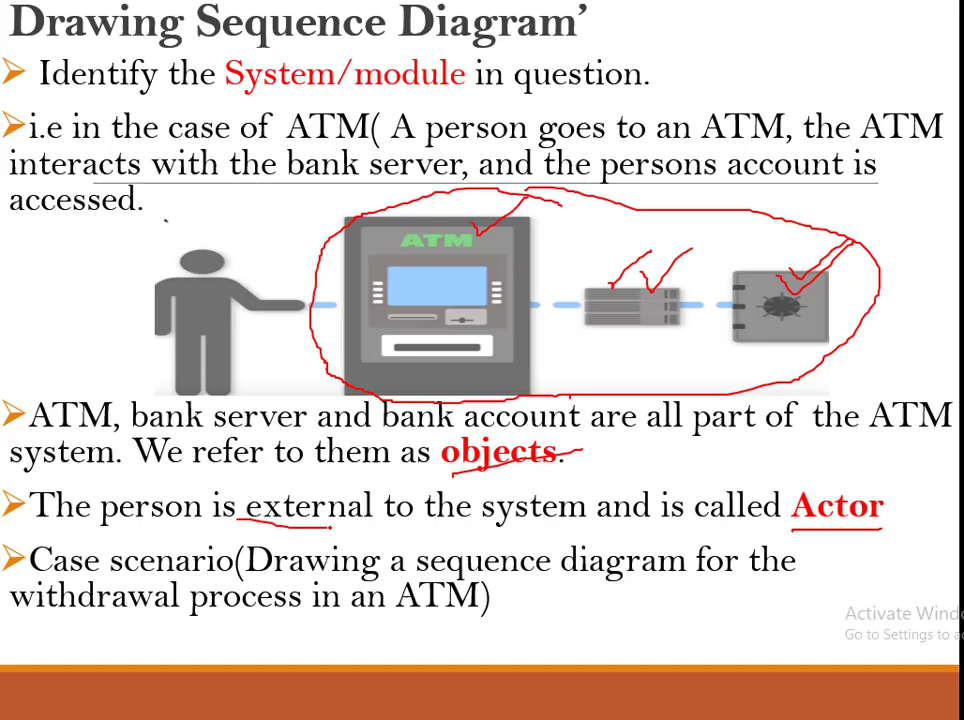 Drawing Sequence Diagram’
➢ Identify the System/module in question.
➢i.e in the case of ATM( A person goes to an ATM, the ATM
interacts with the bank server, and the persons account is
accessed.
ATM
➢ATM, bank server and bank account are all part of the ATM
system. We refer to them as objects.
➢The person is external to the system and is called Actor
➢Case scenario(Drawing a sequence diagram for the
withdrawal process in an ATM)
Activate Wind
Go to Settings to a